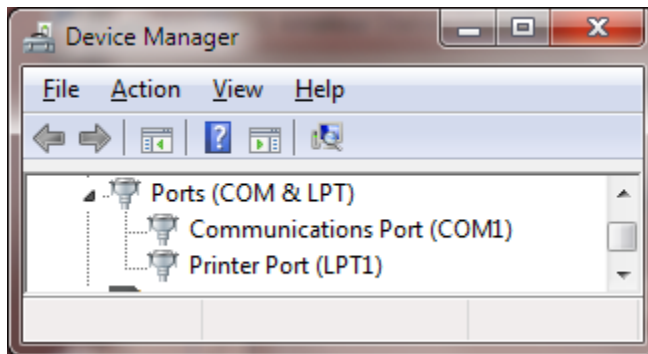 Device Manager
File Action View Help
Ports (COM & LPT)
Communications Port (COM1)
Printer Port (LPT1)